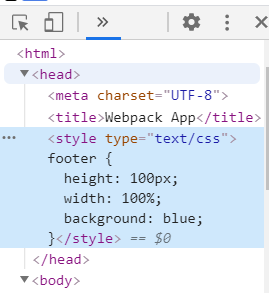 <html>
<head>
<meta charset="UTF-8">
<title>Webpack App</title>
<style type="text/css">
footer {
height: 100px;
width: 100%;
background: blue;
}</style> == $0
</head>
<body>